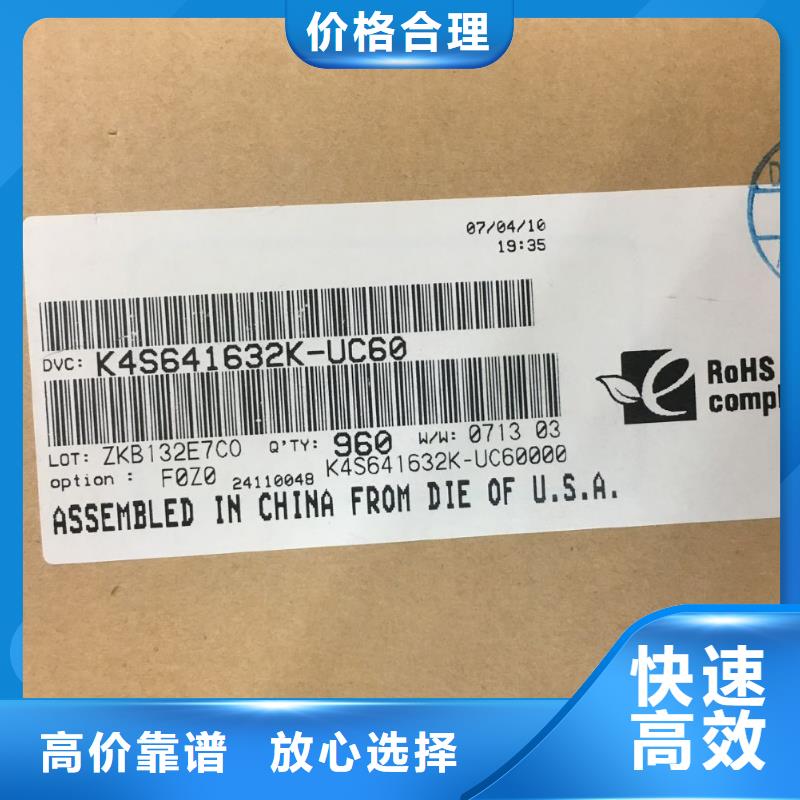 价格合理
07/04/10
19:35
DVC: K4S641632K-UC60
RoHS
compl
LOT: ZKB132E7C0 Q'TY: 960 W/W: 0713 03
option : F0Z0 24110048 K4S641632K-UC60000
ASSEMBLED IN CHINA FROM DIE OF U.S.A.
快速
高效
高价靠谱 放心选择